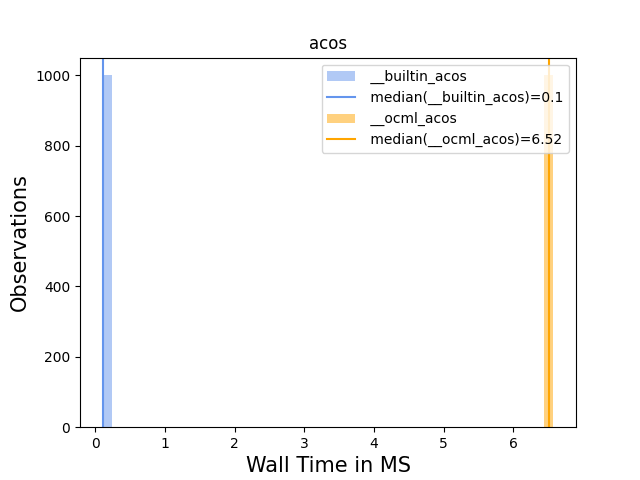 acos
1000
800
600
400
200
0
Observations
__builtin_acos
median(__builtin_acos)=0.1
__ocml_acos
median(__ocml_acos)=6.52
0 1 2 3 4 5 6
Wall Time in MS